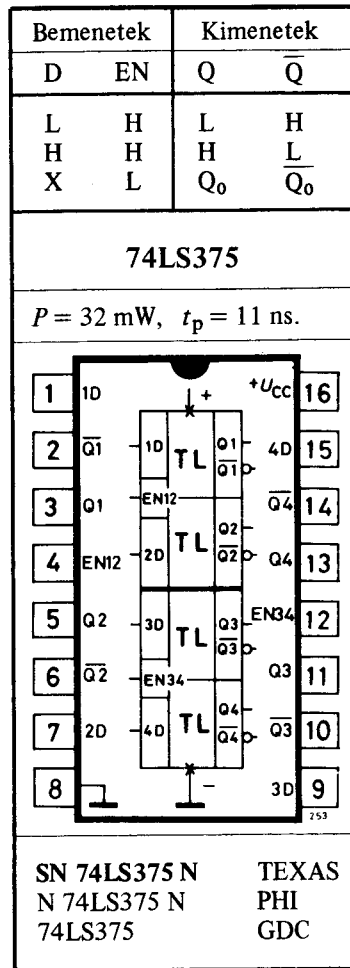 Bemenetek Kimenetek
D EN Q Q̅
L H L H
H H H L
X L Q₀ Q̅₀
74LS375
P = 32 mW, tp = 11 ns.
1 1D +UCC 16
2 Q̅1̅ 4D 15
3 Q1 Q̅4̅ 14
4 EN12 Q4 13
5 Q2 EN34 12
6 Q̅2̅ Q3 11
7 2D Q̅3̅ 10
8 3D 9
+
1D TL Q1
Q̅1̅
EN12
Q2
2D TL Q̅2̅
3D TL Q3
Q̅3̅
EN34
Q4
4D TL Q̅4̅
−
253
SN 74LS375 N TEXAS
N 74LS375 N PHI
74LS375 GDC